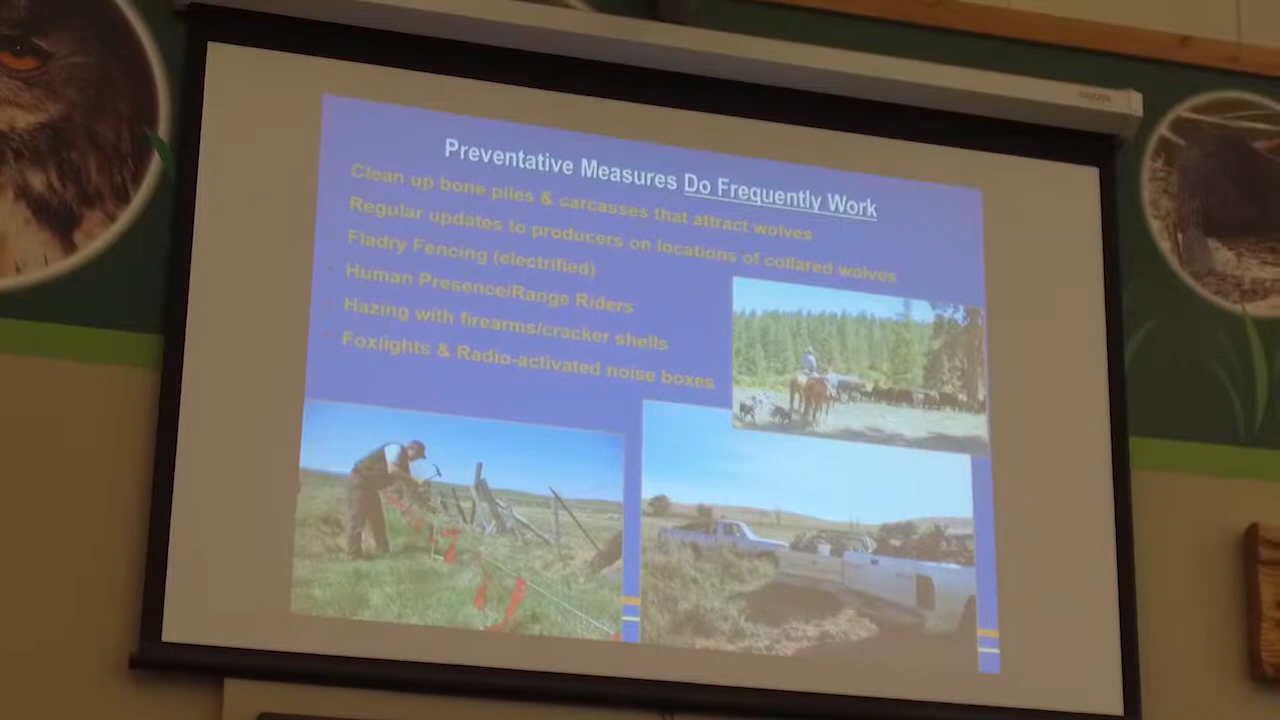 Preventative Measures Do Frequently Work
Clean up bone piles & carcasses that attract wolves
Regular updates to producers on locations of collared wolves
Fladry Fencing (electrified)
Human Presence/Range Riders
Hazing with firearms/cracker shells
Foxlights & Radio-activated noise boxes